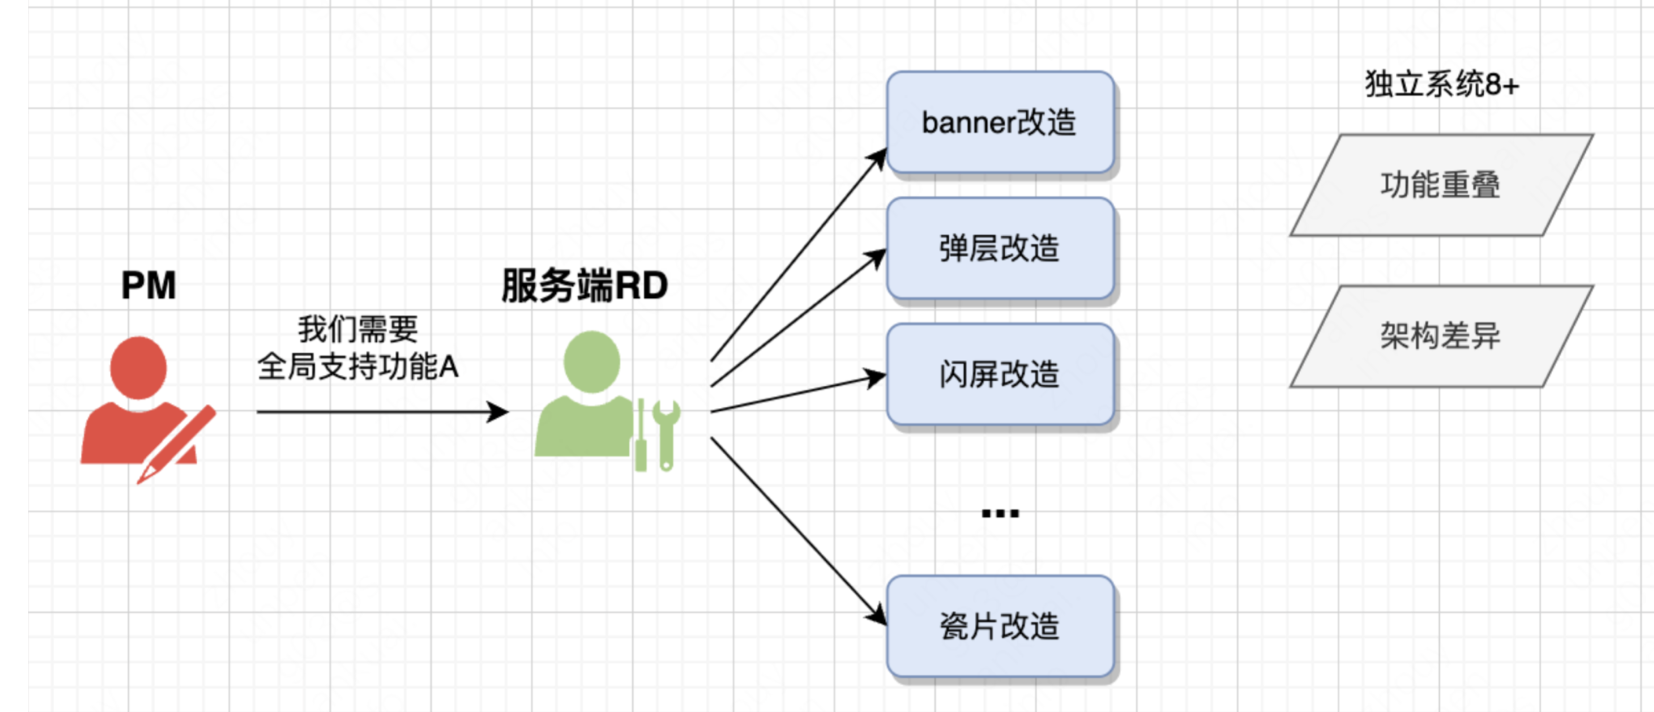 PM
我们需要
全局支持功能A
服务端RD
banner改造
弹层改造
闪屏改造
...
瓷片改造
独立系统8+
功能重叠
架构差异